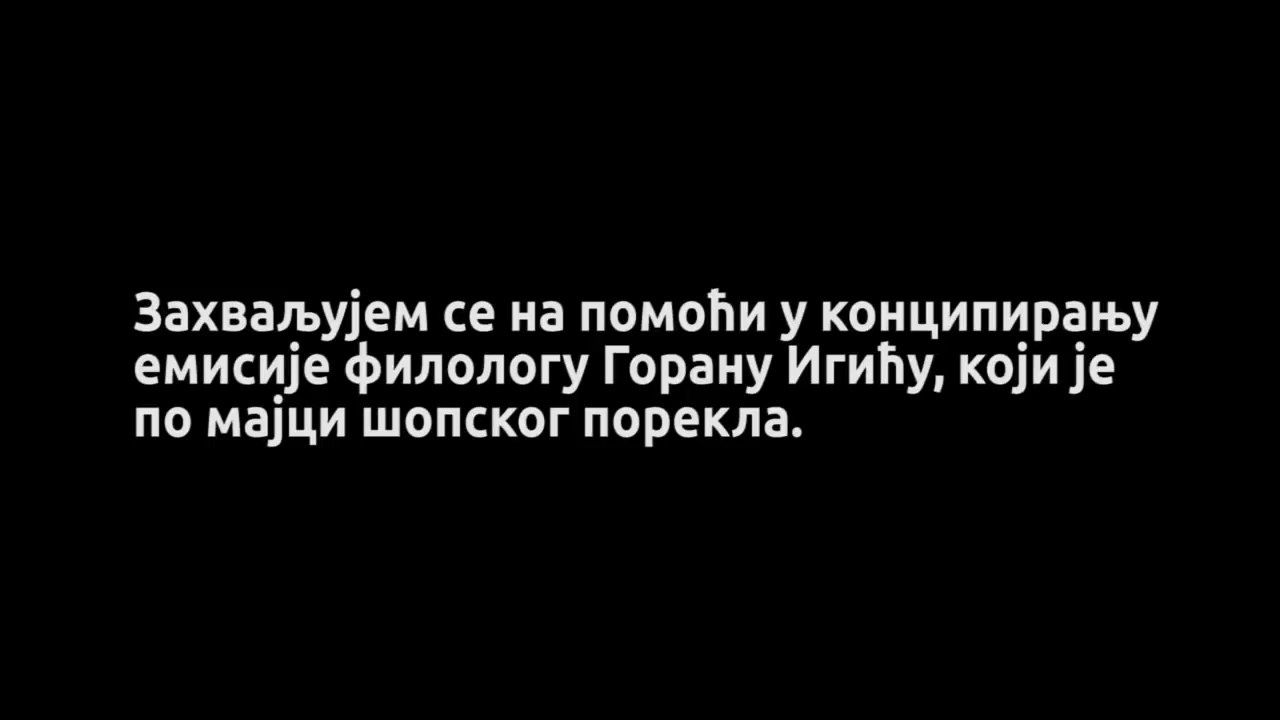 Захваљујем се на помоћи у конципирању
емисије филологу Горану Игићу, који је
по мајци шопског порекла.